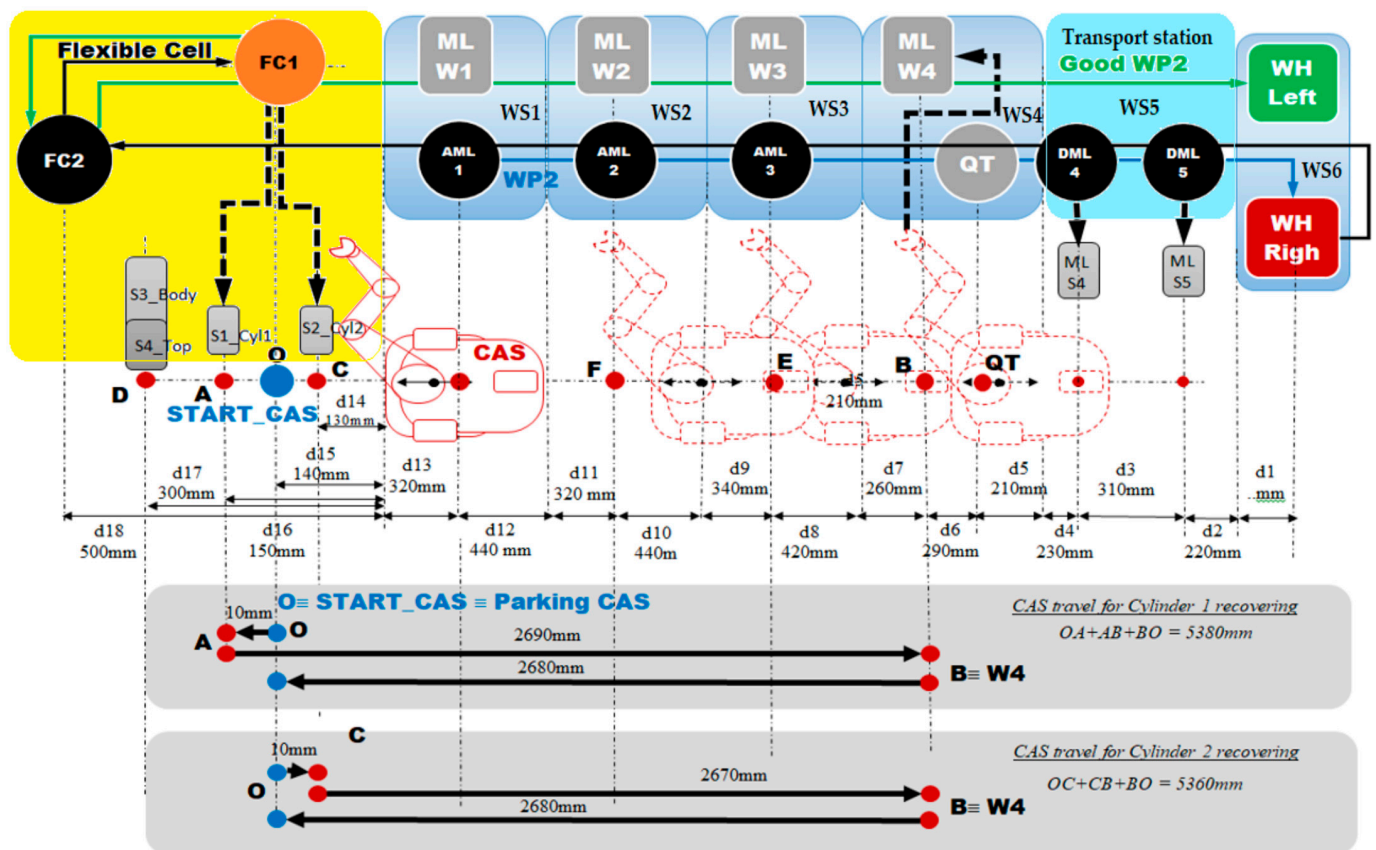 Flexible Cell
FC1
FC2
ML
W1
ML
W2
ML
W3
ML
W4
Transport station
Good WP2
WH
Left
WS1
WS2
WS3
WS4
WS5
WS6
AML
1
AML
2
AML
3
QT
DML
4
DML
5
WP2
WH
Righ
ML
S4
ML
S5
S3_Body
S4_Top
S1_Cyl1
S2_Cyl2
O
D
A
C
CAS
F
E
B
QT
START_CAS
210mm
d14
130mm
d15
140mm
d17
300mm
d13
320mm
d11
320 mm
d9
340mm
d7
260mm
d5
210mm
d3
310mm
d1
mm
d18
500mm
d16
150mm
d12
440 mm
d10
440m
d8
420mm
d6
290mm
d4
230mm
d2
220mm
O≡ START_CAS ≡ Parking CAS
CAS travel for Cylinder 1 recovering
OA+AB+BO = 5380mm
10mm
O
A
2690mm
2680mm
B≡ W4
C
CAS travel for Cylinder 2 recovering
OC+CB+BO = 5360mm
10mm
O
2670mm
2680mm
B≡ W4